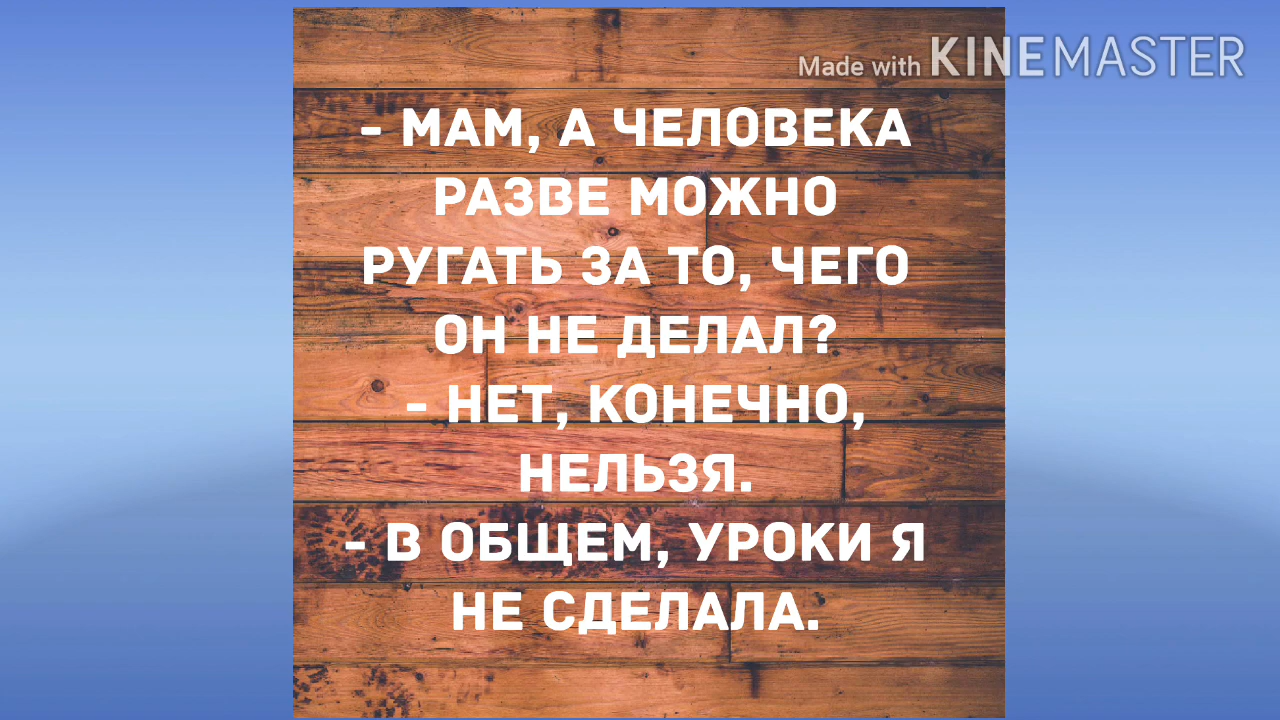 Made with KINEMASTER
- МАМ, А ЧЕЛОВЕКА
РАЗВЕ МОЖНО
РУГАТЬ ЗА ТО, ЧЕГО
ОН НЕ ДЕЛАЛ?
- НЕТ, КОНЕЧНО,
НЕЛЬЗЯ.
- В ОБЩЕМ, УРОКИ Я
НЕ СДЕЛАЛА.